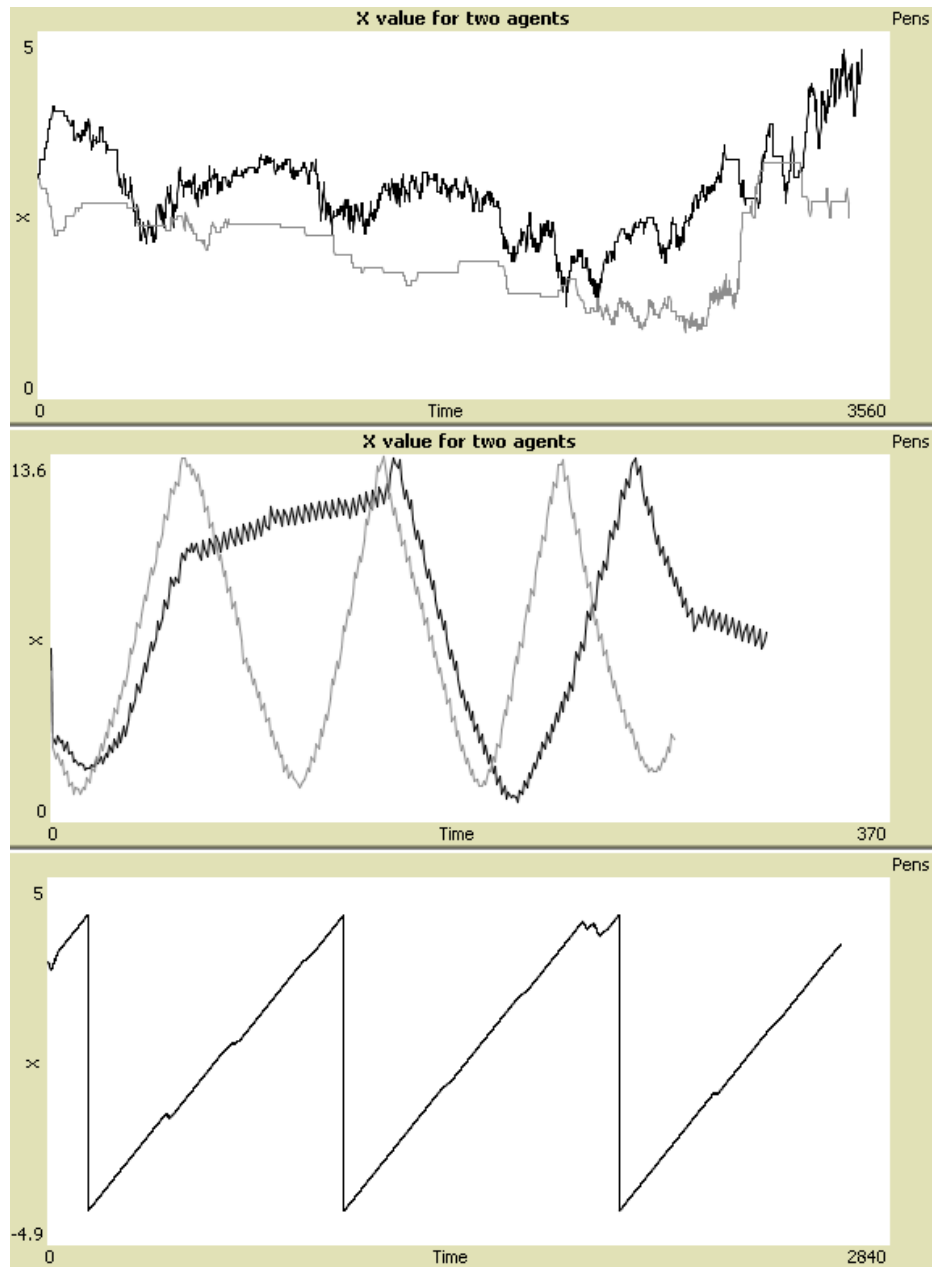 X value for two agents
Pens
5
X
0
0
Time
3560
X value for two agents
Pens
13.6
X
0
0
Time
370
Pens
5
X
-4.9
0
Time
2840